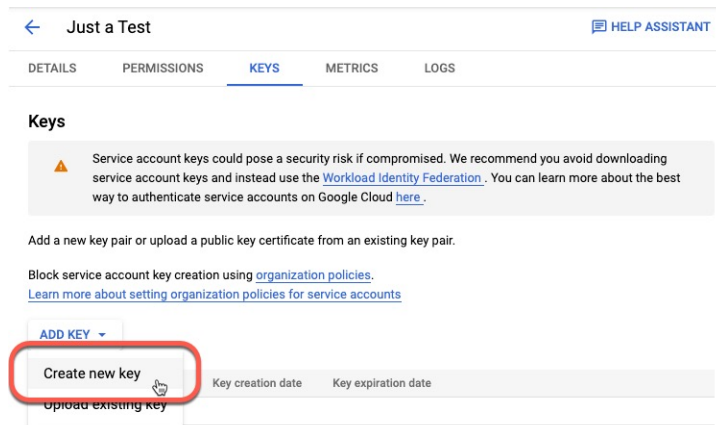 Just a Test
HELP ASSISTANT
DETAILS PERMISSIONS KEYS METRICS LOGS
Keys
Service account keys could pose a security risk if compromised. We recommend you avoid downloading
service account keys and instead use the Workload Identity Federation . You can learn more about the best
way to authenticate service accounts on Google Cloud here .
Add a new key pair or upload a public key certificate from an existing key pair.
Block service account key creation using organization policies.
Learn more about setting organization policies for service accounts
ADD KEY
Create new key
Key creation date Key expiration date
Upload existing key